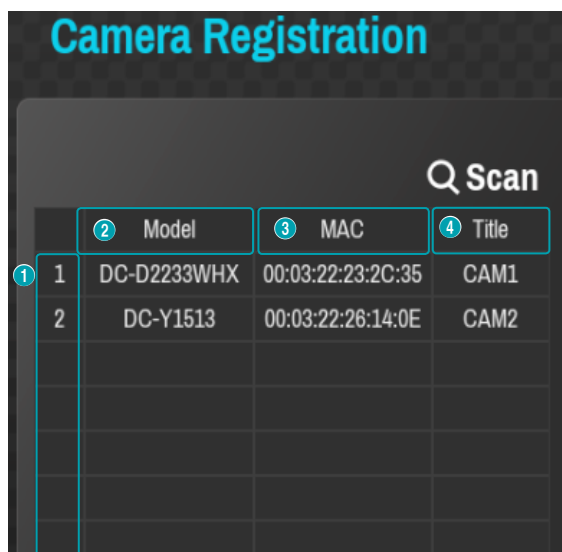 Camera Registration
Scan
2 Model 3 MAC 4 Title
1 1 DC-D2233WHX 00:03:22:23:2C:35 CAM1
2 DC-Y1513 00:03:22:26:14:0E CAM2